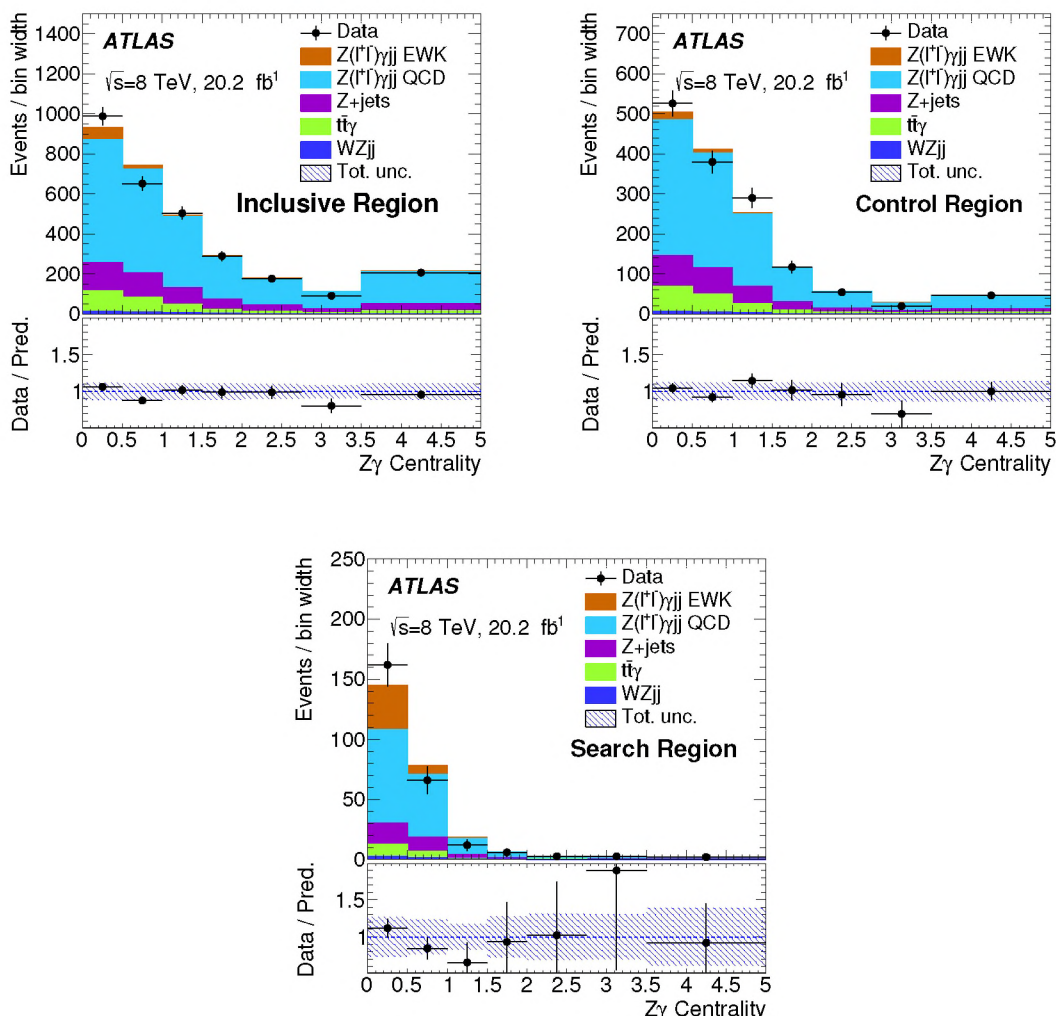 Events / bin width
1400
1200
1000
800
600
400
200
0
ATLAS
√s=8 TeV, 20.2 fb¹
Data
Z(l⁺l⁻)γjj EWK
Z(l⁺l⁻)γjj QCD
Z+jets
tt̄γ
WZjj
Tot. unc.
Inclusive Region
Data / Pred.
1.5
1
0 0.5 1 1.5 2 2.5 3 3.5 4 4.5 5
Zγ Centrality
Events / bin width
700
600
500
400
300
200
100
0
ATLAS
√s=8 TeV, 20.2 fb¹
Data
Z(l⁺l⁻)γjj EWK
Z(l⁺l⁻)γjj QCD
Z+jets
tt̄γ
WZjj
Tot. unc.
Control Region
Data / Pred.
1.5
1
0 0.5 1 1.5 2 2.5 3 3.5 4 4.5 5
Zγ Centrality
Events / bin width
250
200
150
100
50
0
ATLAS
√s=8 TeV, 20.2 fb¹
Data
Z(l⁺l⁻)γjj EWK
Z(l⁺l⁻)γjj QCD
Z+jets
tt̄γ
WZjj
Tot. unc.
Search Region
Data / Pred.
1.5
1
0 0.5 1 1.5 2 2.5 3 3.5 4 4.5 5
Zγ Centrality